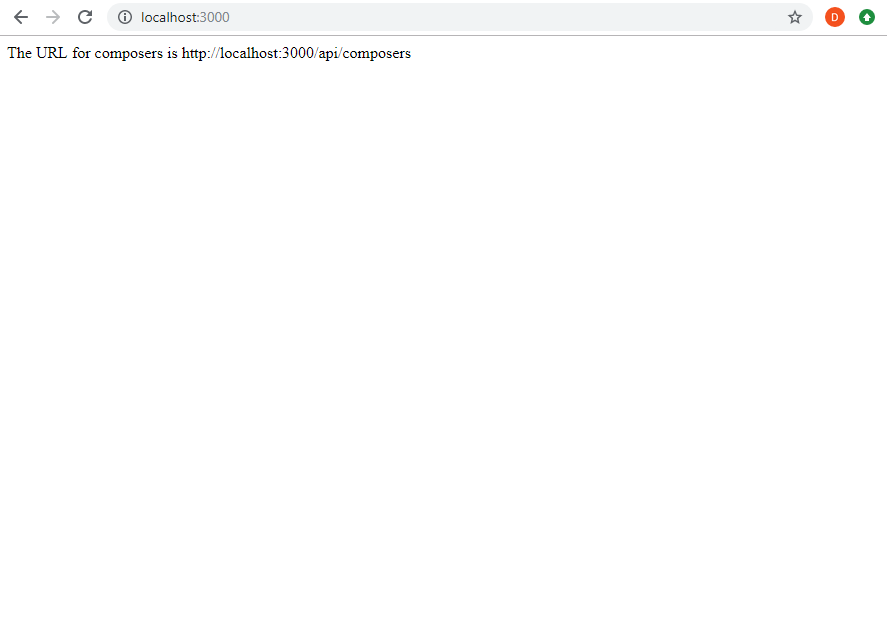 localhost:3000
D
The URL for composers is http://localhost:3000/api/composers